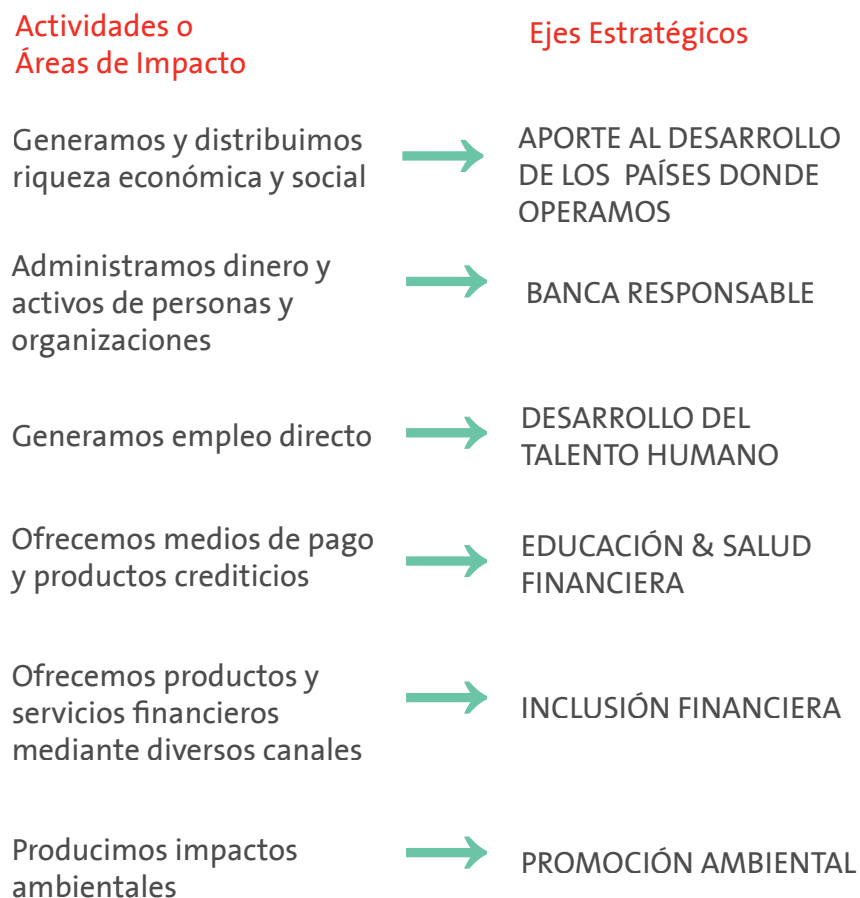 Actividades o
Áreas de Impacto
Ejes Estratégicos
Generamos y distribuimos
riqueza económica y social
APORTE AL DESARROLLO
DE LOS PAÍSES DONDE
OPERAMOS
Administramos dinero y
activos de personas y
organizaciones
BANCA RESPONSABLE
Generamos empleo directo
DESARROLLO DEL
TALENTO HUMANO
Ofrecemos medios de pago
y productos crediticios
EDUCACIÓN & SALUD
FINANCIERA
Ofrecemos productos y
servicios financieros
mediante diversos canales
INCLUSIÓN FINANCIERA
Producimos impactos
ambientales
PROMOCIÓN AMBIENTAL